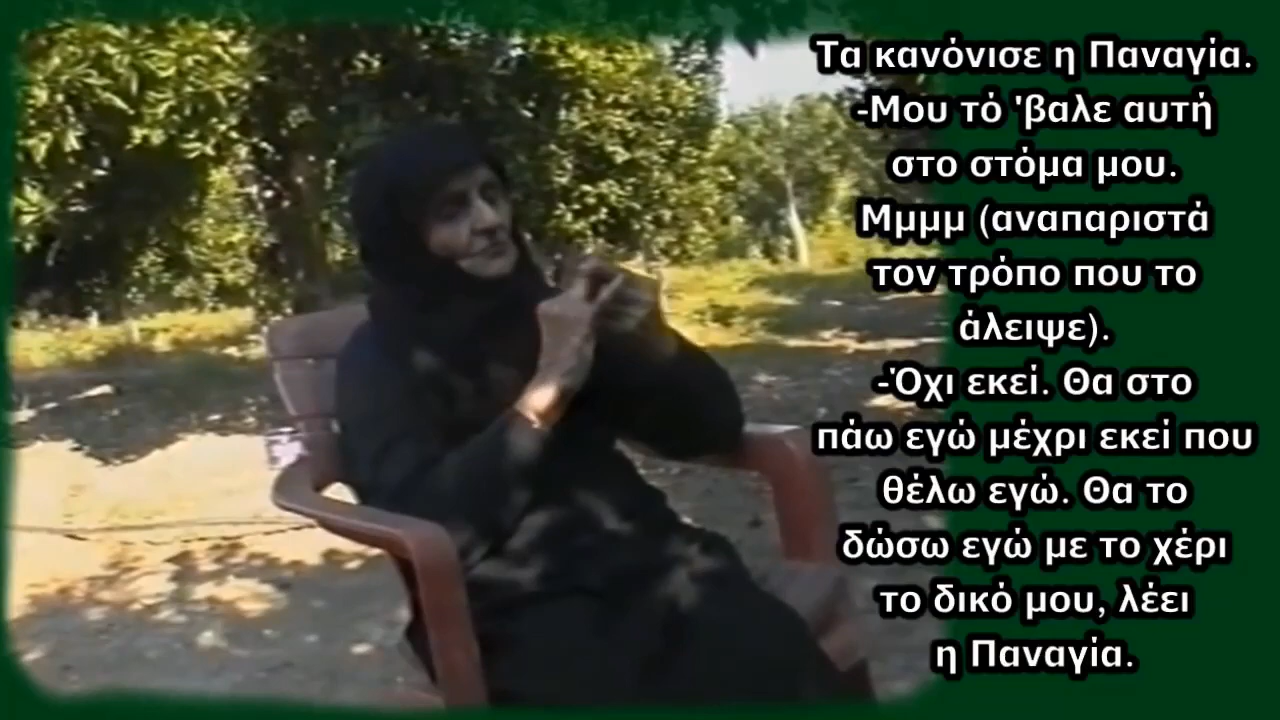 Τα κανόνισε η Παναγία.
-Μου τό 'βαλε αυτή
στο στόμα μου.
Μμμμ (αναπαριστά
τον τρόπο που το
άλειψε).
-Όχι εκεί. Θα στο
πάω εγώ μέχρι εκεί που
θέλω εγώ. Θα το
δώσω εγώ με το χέρι
το δικό μου, λέει
η Παναγία.